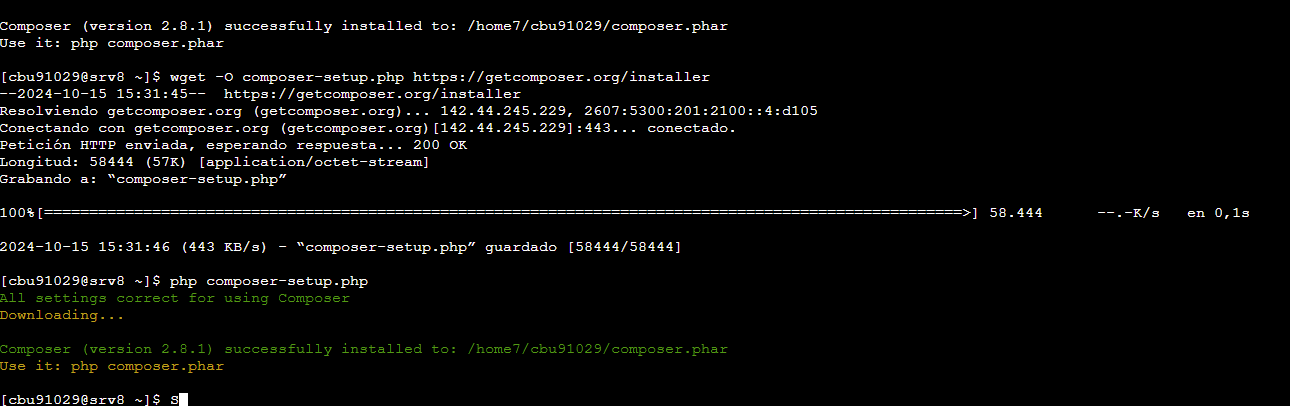 Composer (version 2.8.1) successfully installed to: /home7/cbu91029/composer.phar
Use it: php composer.phar
[cbu91029@srv8 ~]$ wget -O composer-setup.php https://getcomposer.org/installer
--2024-10-15 15:31:45--  https://getcomposer.org/installer
Resolviendo getcomposer.org (getcomposer.org)... 142.44.245.229, 2607:5300:201:2100::4:d105
Conectando con getcomposer.org (getcomposer.org)[142.44.245.229]:443... conectado.
Petición HTTP enviada, esperando respuesta... 200 OK
Longitud: 58444 (57K) [application/octet-stream]
Grabando a: “composer-setup.php”
100%[======================================================================================================>] 58.444      --.-K/s   en 0,1s
2024-10-15 15:31:46 (443 KB/s) - “composer-setup.php” guardado [58444/58444]
[cbu91029@srv8 ~]$ php composer-setup.php
All settings correct for using Composer
Downloading...
Composer (version 2.8.1) successfully installed to: /home7/cbu91029/composer.phar
Use it: php composer.phar
[cbu91029@srv8 ~]$ S